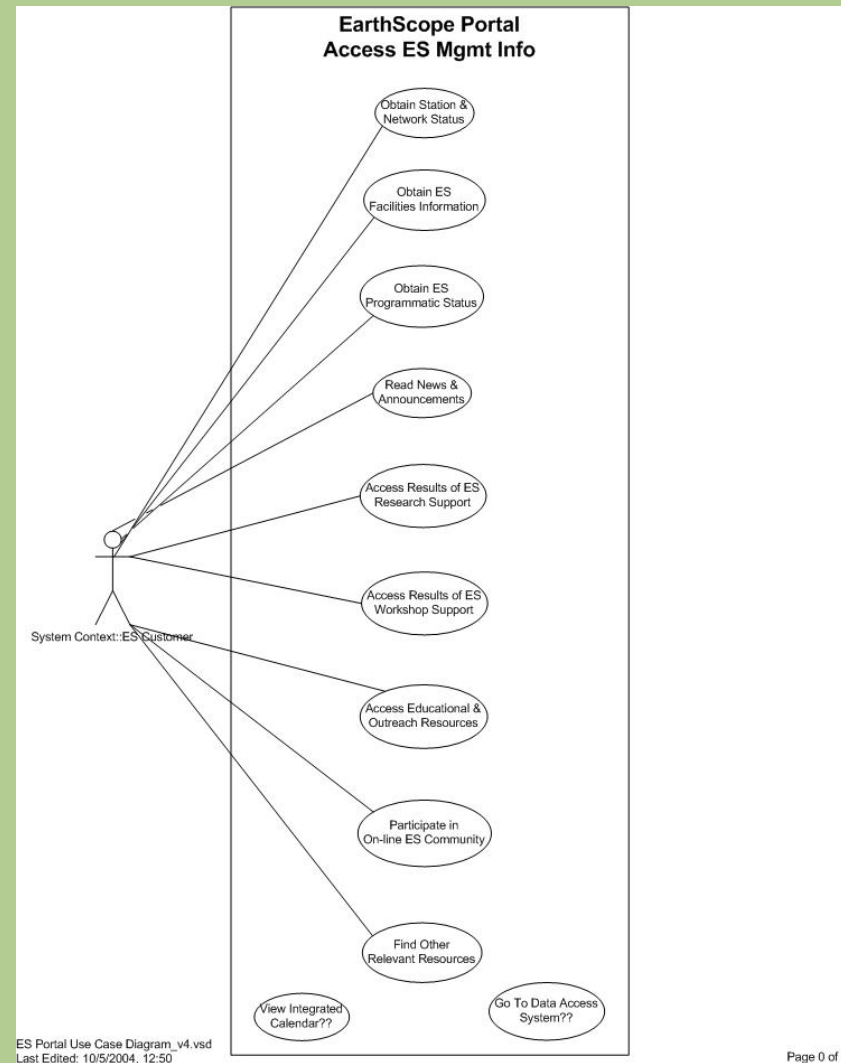 EarthScope Portal
Access ES Mgmt Info
Obtain Station &
Network Status
Obtain ES
Facilities Information
Obtain ES
Programmatic Status
Read News &
Announcements
Access Results of ES
Research Support
Access Results of ES
Workshop Support
System Context::ES Customer
Access Educational &
Outreach Resources
Participate in
On-line ES Community
Find Other
Relevant Resources
View Integrated
Calendar??
Go To Data Access
System??
ES Portal Use Case Diagram_v4.vsd
Last Edited: 10/5/2004, 12:50
Page 0 of